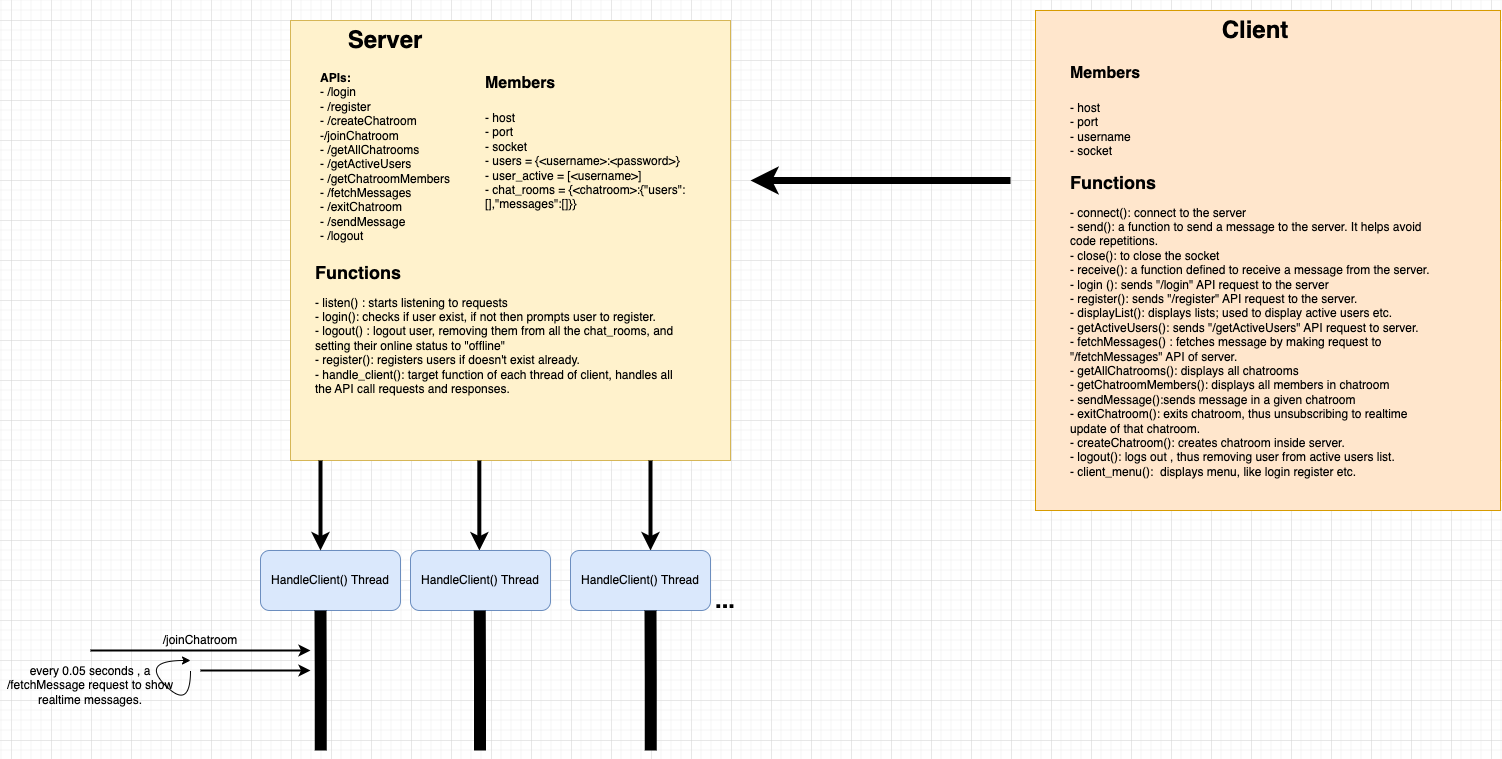 Server
APIs:
- /login
- /register
- /createChatroom
-/joinChatroom
- /getAllChatrooms
- /getActiveUsers
- /getChatroomMembers
- /fetchMessages
- /exitChatroom
- /sendMessage
- /logout
Members
- host
- port
- socket
- users = {<username>:<password>}
- user_active = [<username>]
- chat_rooms = {<chatroom>:{"users":
[],"messages":[]}}
Functions
- listen() : starts listening to requests
- login(): checks if user exist, if not then prompts user to register.
- logout() : logout user, removing them from all the chat_rooms, and
setting their online status to "offline"
- register(): registers users if doesn't exist already.
- handle_client(): target function of each thread of client, handles all
the API call requests and responses.
Client
Members
- host
- port
- username
- socket
Functions
- connect(): connect to the server
- send(): a function to send a message to the server. It helps avoid
code repetitions.
- close(): to close the socket
- receive(): a function defined to receive a message from the server.
- login (): sends "/login" API request to the server
- register(): sends "/register" API request to the server.
- displayList(): displays lists; used to display active users etc.
- getActiveUsers(): sends "/getActiveUsers" API request to server.
- fetchMessages() : fetches message by making request to
"/fetchMessages" API of server.
- getAllChatrooms(): displays all chatrooms
- getChatroomMembers(): displays all members in chatroom
- sendMessage():sends message in a given chatroom
- exitChatroom(): exits chatroom, thus unsubscribing to realtime
update of that chatroom.
- createChatroom(): creates chatroom inside server.
- logout(): logs out , thus removing user from active users list.
- client_menu():  displays menu, like login register etc.
HandleClient() Thread
HandleClient() Thread
HandleClient() Thread
...
/joinChatroom
every 0.05 seconds , a
/fetchMessage request to show
realtime messages.